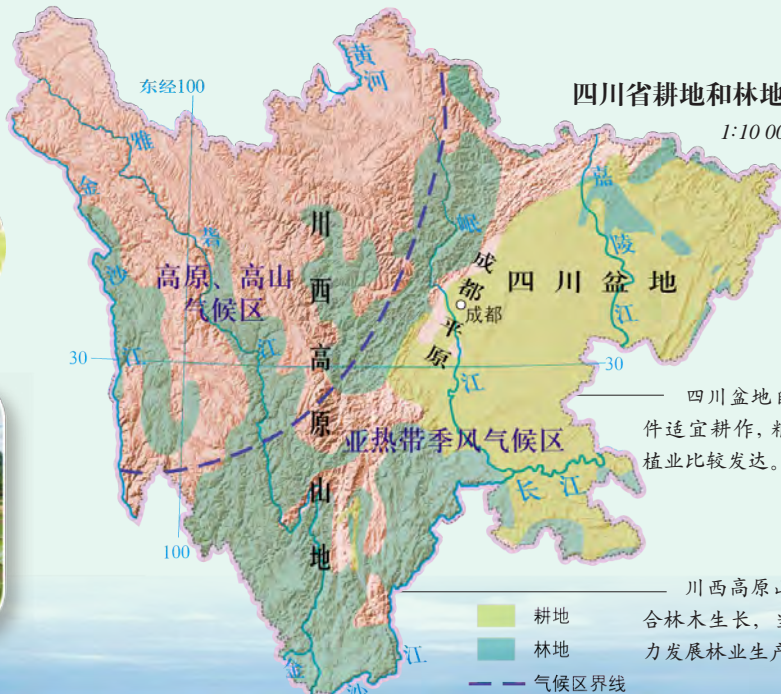 四川省耕地和林地
1:10 00
东经100
黄河
雅砻江
金沙江
岷江
嘉陵江
高原、高山
气候区
川西高原山地
成都平原
成都
四川盆地
30
30
亚热带季风气候区
长江
100
金沙江
四川盆地
件适宜耕作，
植业比较发达。
川西高原山
合林木生长，
力发展林业生产
耕地
林地
气候区界线